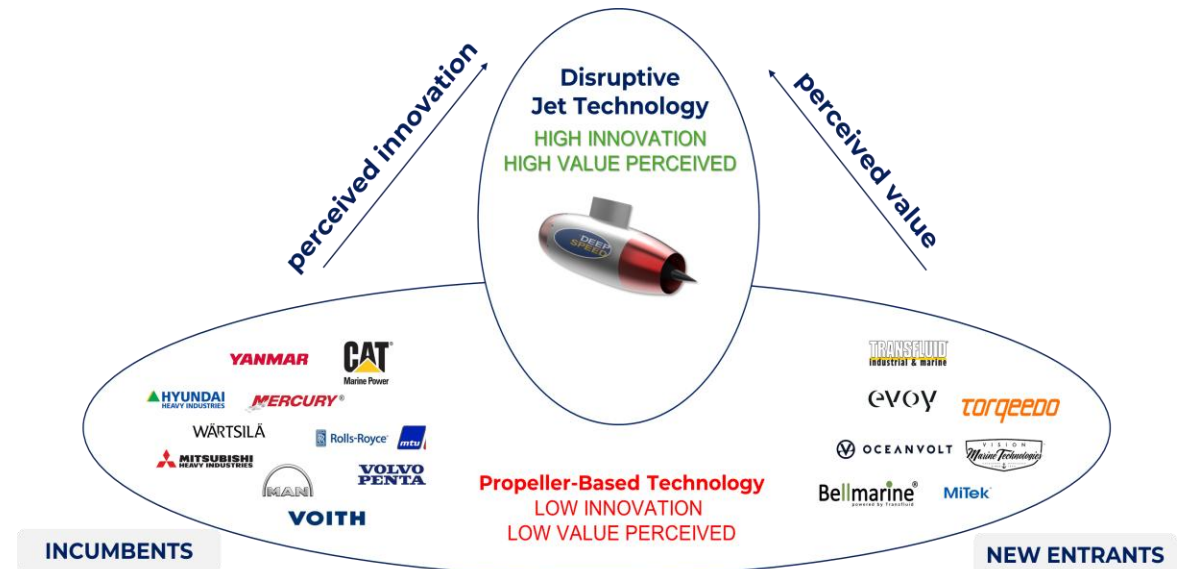 perceived innovation
Disruptive
Jet Technology
HIGH INNOVATION
HIGH VALUE PERCEIVED
perceived value
DEEP
SPEED
YANMAR
CAT®
Marine Power
HYUNDAI
HEAVY INDUSTRIES
MERCURY®
WÄRTSILÄ
Rolls-Royce
mtu
MITSUBISHI
HEAVY INDUSTRIES
MAN
VOLVO
PENTA
VOITH
TRANSFLUID
industrial & marine
evoy
TORQEEDO
OCEANVOLT
VISION
Marine Technologies
Bellmarine®
powered by Transfluid
MiTek
Propeller-Based Technology
LOW INNOVATION
LOW VALUE PERCEIVED
INCUMBENTS
NEW ENTRANTS